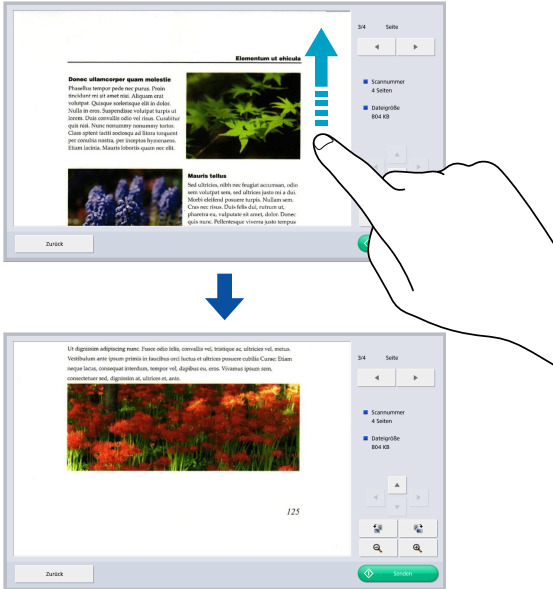 3/4 Seite
Elementum ut ehicula
Donec ullamcorper quam molestie
Phasellus tempor pede nec purus. Proin
tincidunt mi sit amet nisi. Aliquam erat
volutpat. Quisque scelerisque elit in dolor.
Nulla in eros. Suspendisse volutpat turpis ut
lorem. Duis convallis odio vel risus. Curabitur
quis nisi. Nunc nonummy nonummy tortor.
Clam sptent taciti sociosqu ad litora torquent
per conubia nostra, per inceptos hymenaeos.
Etiam lacinia. Mauris lobortis quam nec elit.
Scannummer
4 Seiten
Dateigröße
804 KB
Mauris tellus
Sed ultricies, nibh nec feugiat accumsan, odio
sem volutpat sem, sed ultrices justo mi a dui.
Morbi eleifend posuere turpis. Nullam sem.
Cras nec risus. Duis felis dui, rutrum ut,
pharetra eu, vulputate sit amet, dolor. Donec
quis nunc. Pellentesque viverra justo tempus
Zurück
Ut dignissim adipiscing nunc. Fusce odio felis, convallis vel, tristique ac, ultricies vel, metus.
Vestibulum ante ipsum primis in faucibus orci luctus et ultrices posuere cubilia Curae; Etiam
neque lacus, consequat interdum, tempor vel, dapibus eu, eros. Vivamus ipsum sem,
consectetuer sed, dignissim at, ultrices et, ante.
3/4 Seite
Scannummer
4 Seiten
Dateigröße
804 KB
125
Zurück
Senden